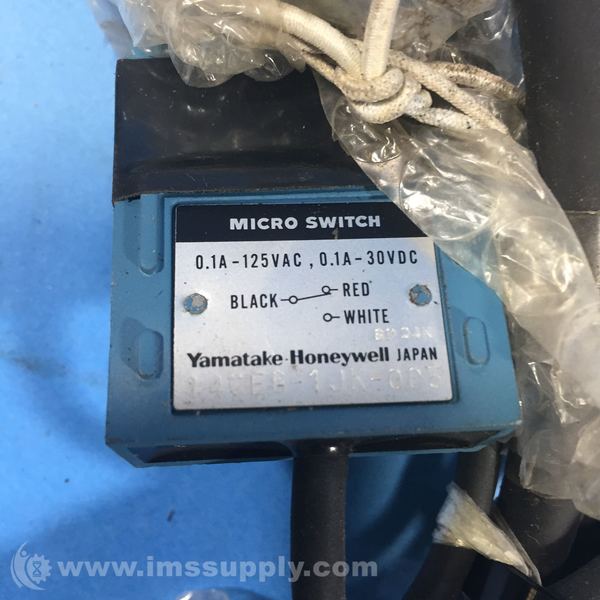 MICRO SWITCH
0.1A-125VAC, 0.1A-30VDC
BLACK RED
WHITE
Yamatake-Honeywell JAPAN
www.imssupply.com